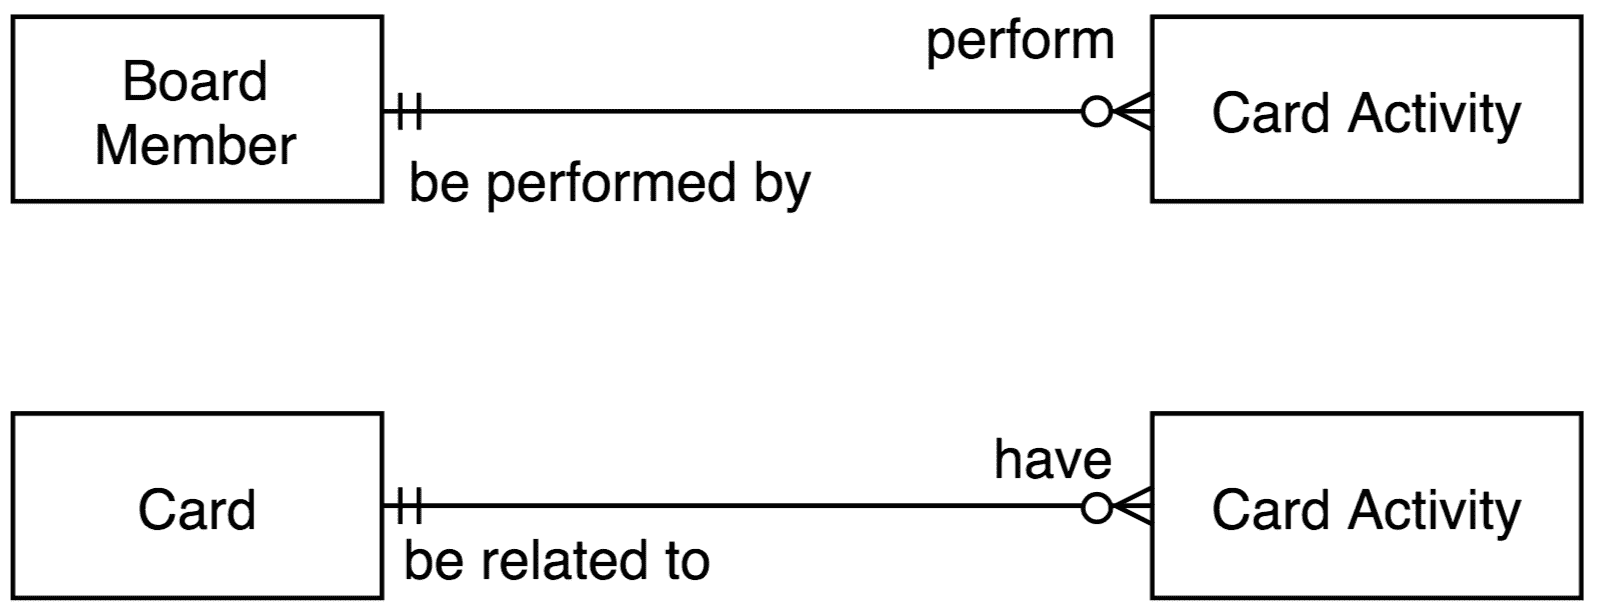 perform
Board
Member
Card Activity
be performed by
have
Card
Card Activity
be related to